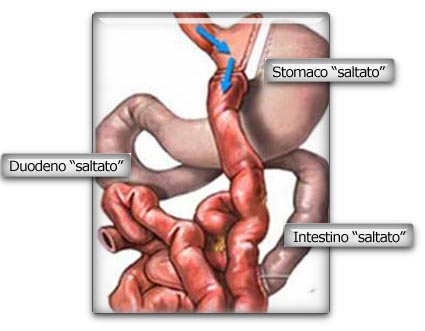 Stomaco “saltato”
Duodeno “saltato”
Intestino “saltato”